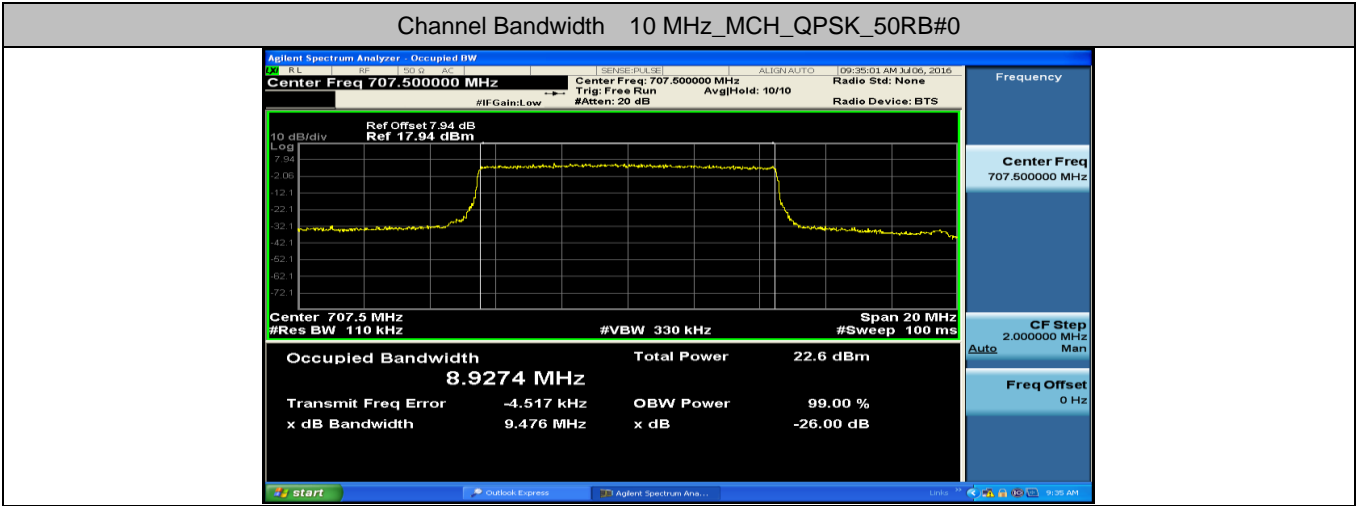 Channel Bandwidth 10 MHz_MCH_QPSK_50RB#0
Agilent Spectrum Analyzer - Occupied BW
LXI RL RF 50 Ω AC SENSE:PULSE ALIGN AUTO 09:35:01 AM Jul 06, 2016
Center Freq 707.500000 MHz
Center Freq: 707.500000 MHz
Radio Std: None
Trig: Free Run Avg|Hold: 10/10
#IFGain:Low
#Atten: 20 dB
Radio Device: BTS
Ref Offset 7.94 dB
10 dB/div Ref 17.94 dBm
Log
7.94
-2.06
-12.1
-22.1
-32.1
-42.1
-52.1
-62.1
-72.1
Center 707.5 MHz Span 20 MHz
#Res BW 110 kHz #VBW 330 kHz #Sweep 100 ms
Occupied Bandwidth Total Power 22.6 dBm
8.9274 MHz
Transmit Freq Error -4.517 kHz OBW Power 99.00 %
x dB Bandwidth 9.476 MHz x dB -26.00 dB
Frequency
Center Freq
707.500000 MHz
CF Step
2.000000 MHz
Auto Man
Freq Offset
0 Hz
start Outlook Express Agilent Spectrum Ana... Links » 9:35 AM